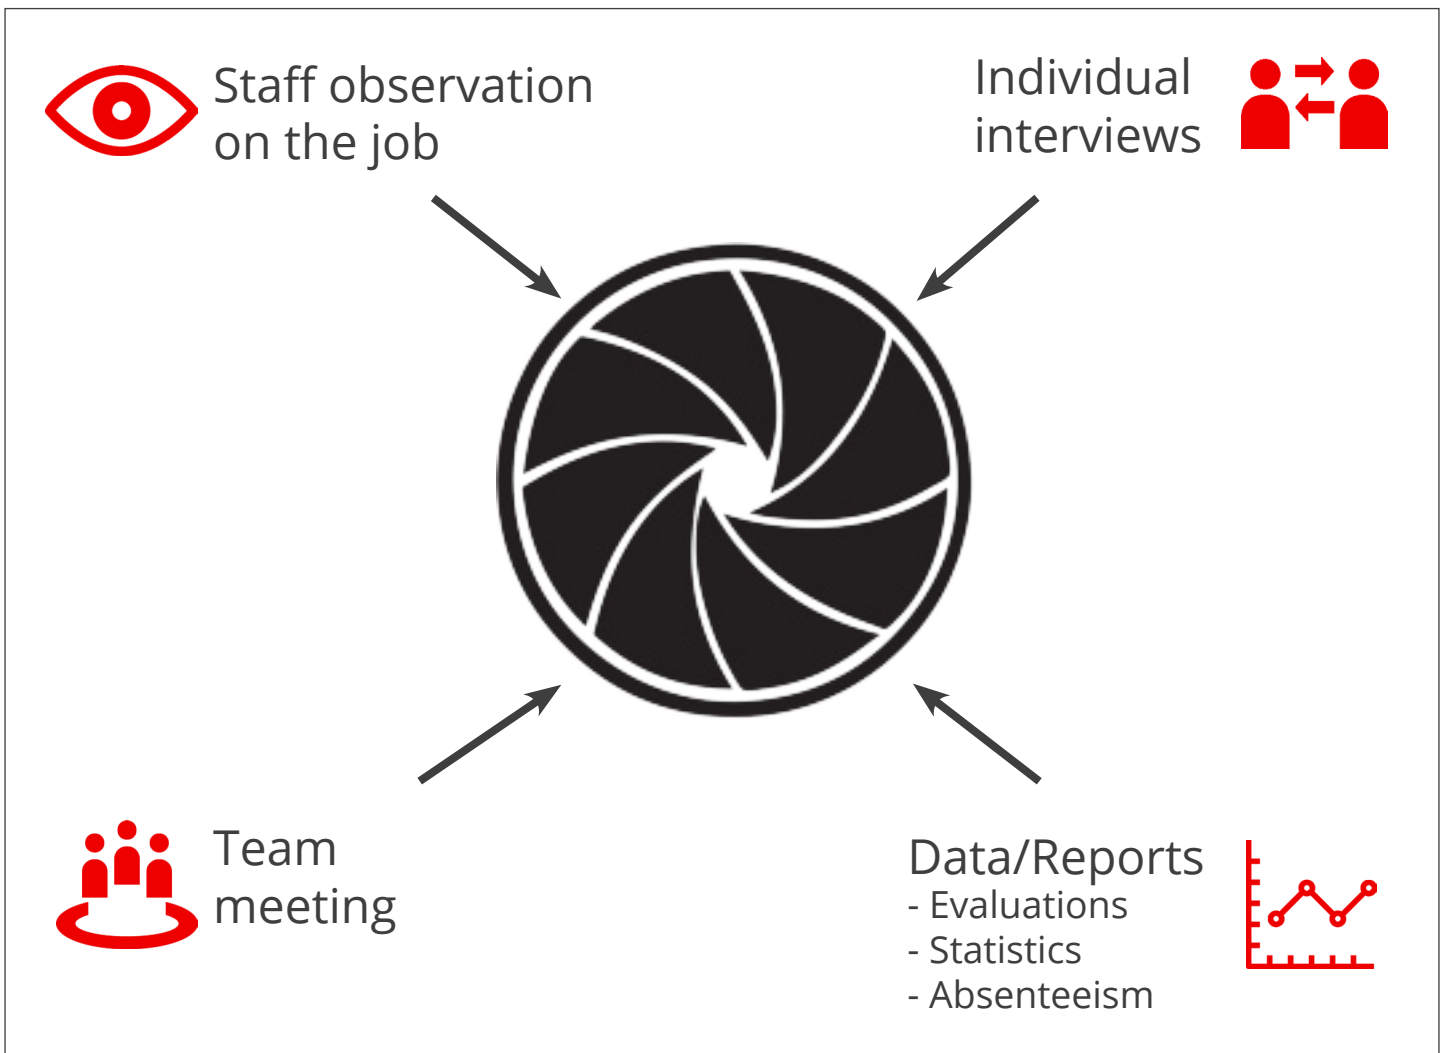 Staff observation
on the job
Individual
interviews
Team
meeting
Data/Reports
- Evaluations
- Statistics
- Absenteeism